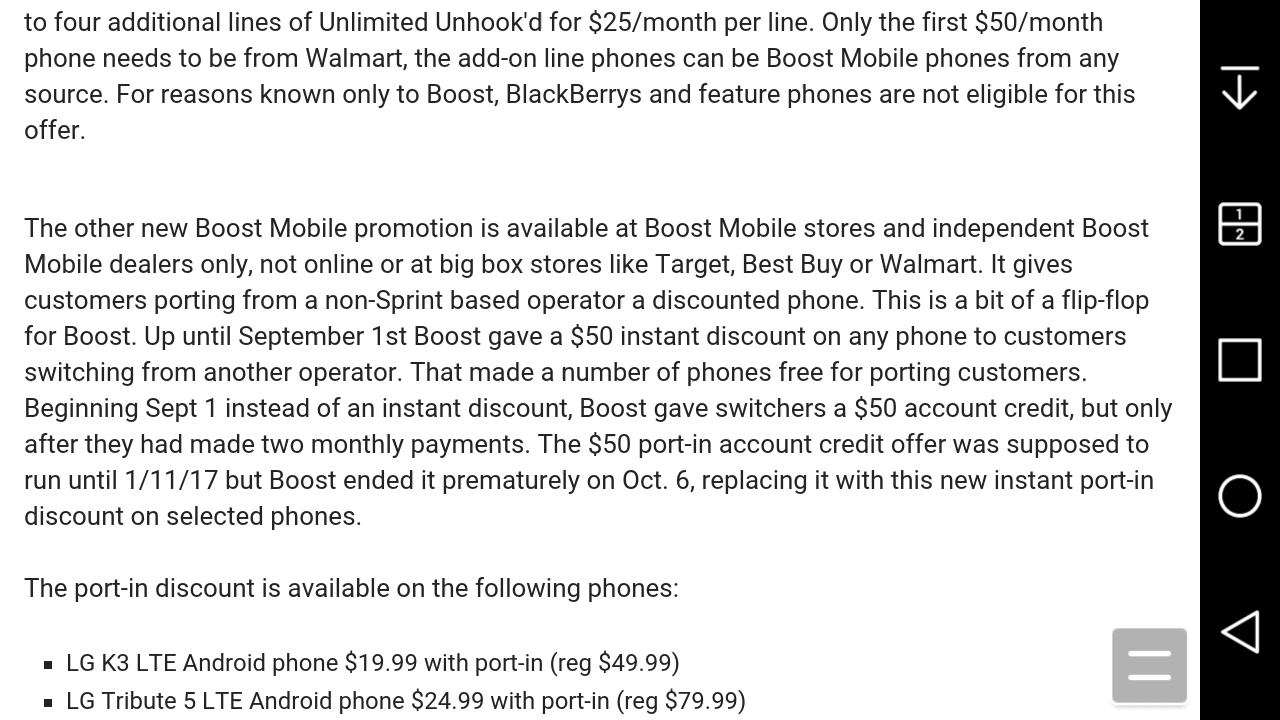 to four additional lines of Unlimited Unhook'd for $25/month per line. Only the first $50/month
phone needs to be from Walmart, the add-on line phones can be Boost Mobile phones from any
source. For reasons known only to Boost, BlackBerrys and feature phones are not eligible for this
offer.
The other new Boost Mobile promotion is available at Boost Mobile stores and independent Boost
Mobile dealers only, not online or at big box stores like Target, Best Buy or Walmart. It gives
customers porting from a non-Sprint based operator a discounted phone. This is a bit of a flip-flop
for Boost. Up until September 1st Boost gave a $50 instant discount on any phone to customers
switching from another operator. That made a number of phones free for porting customers.
Beginning Sept 1 instead of an instant discount, Boost gave switchers a $50 account credit, but only
after they had made two monthly payments. The $50 port-in account credit offer was supposed to
run until 1/11/17 but Boost ended it prematurely on Oct. 6, replacing it with this new instant port-in
discount on selected phones.
The port-in discount is available on the following phones:
▪ LG K3 LTE Android phone $19.99 with port-in (reg $49.99)
▪ LG Tribute 5 LTE Android phone $24.99 with port-in (reg $79.99)
1
2